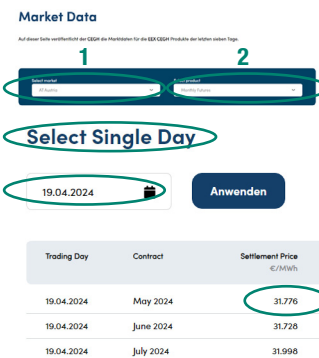 Market Data
Auf dieser Seite veröffentlicht der CEGH die Marktdaten für die EEX CEGH Produkte der letzten sieben Tage.
1 2
Select market
AT Austria
product
Monthly Futures
Select Single Day
19.04.2024 Anwenden
Trading Day Contract Settlement Price
€/MWh
19.04.2024 May 2024 31.776
19.04.2024 June 2024 31.728
19.04.2024 July 2024 31.998